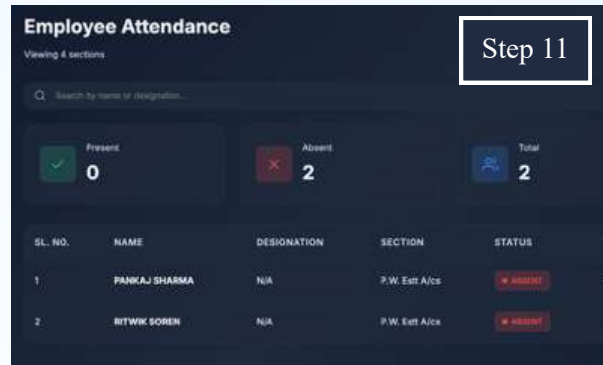 Employee Attendance
Step 11
Viewing 4 sections
Search by name or designation...
Present
0
Absent
2
Total
2
SL. NO. NAME DESIGNATION SECTION STATUS
1 PANKAJ SHARMA N/A P.W. Estt A/cs ABSENT
2 RITWIK SOREN N/A P.W. Estt A/cs ABSENT